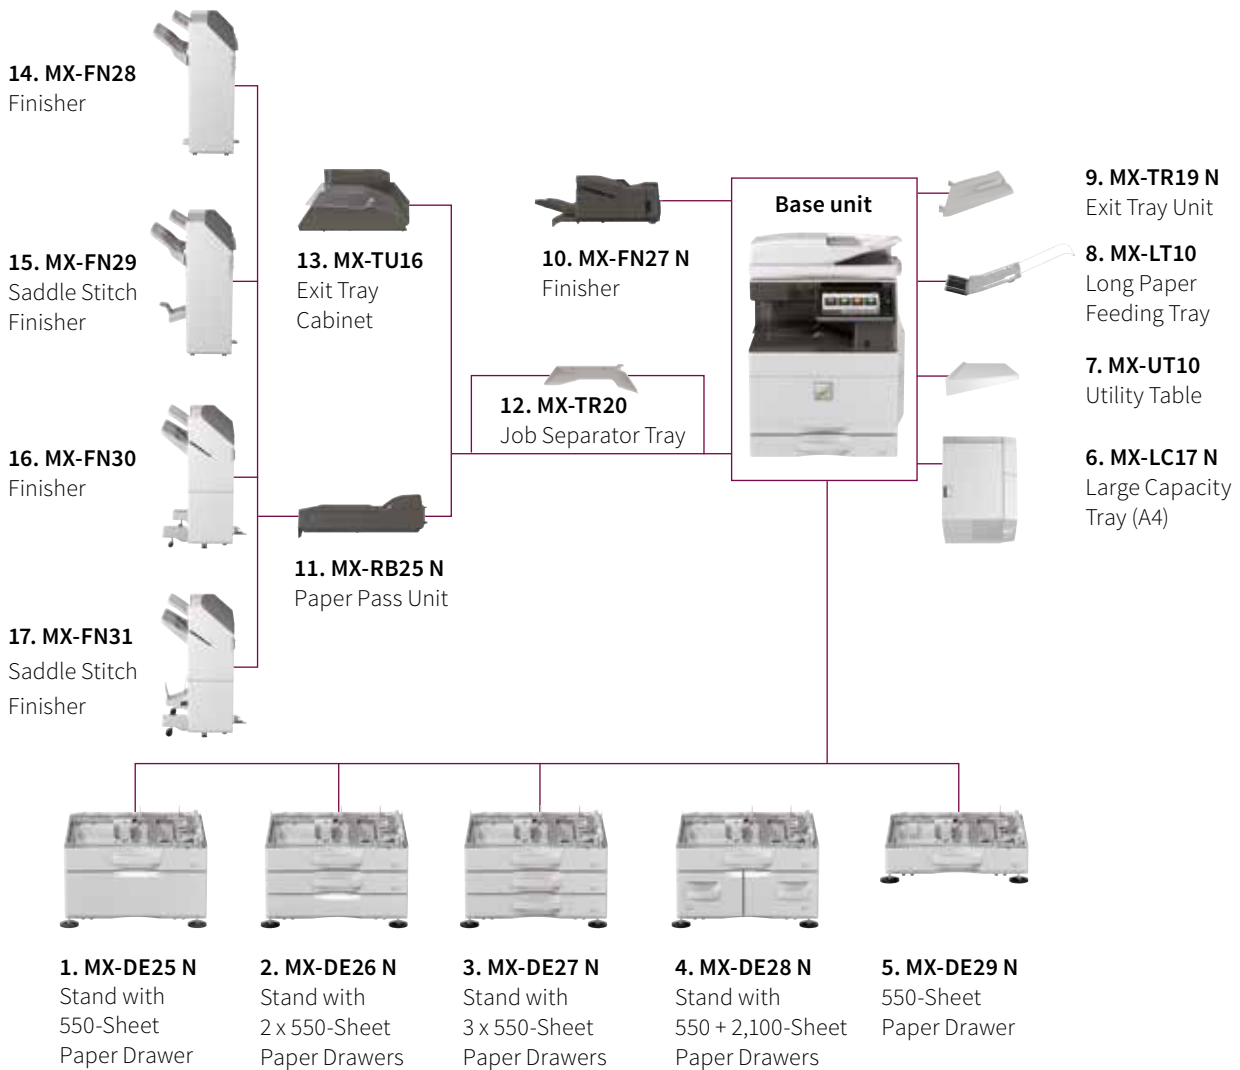 14. MX-FN28
Finisher
15. MX-FN29
Saddle Stitch
Finisher
16. MX-FN30
Finisher
17. MX-FN31
Saddle Stitch
Finisher
13. MX-TU16
Exit Tray
Cabinet
11. MX-RB25 N
Paper Pass Unit
10. MX-FN27 N
Finisher
12. MX-TR20
Job Separator Tray
Base unit
9. MX-TR19 N
Exit Tray Unit
8. MX-LT10
Long Paper
Feeding Tray
7. MX-UT10
Utility Table
6. MX-LC17 N
Large Capacity
Tray (A4)
1. MX-DE25 N
Stand with
550-Sheet
Paper Drawer
2. MX-DE26 N
Stand with
2 x 550-Sheet
Paper Drawers
3. MX-DE27 N
Stand with
3 x 550-Sheet
Paper Drawers
4. MX-DE28 N
Stand with
550 + 2,100-Sheet
Paper Drawers
5. MX-DE29 N
550-Sheet
Paper Drawer